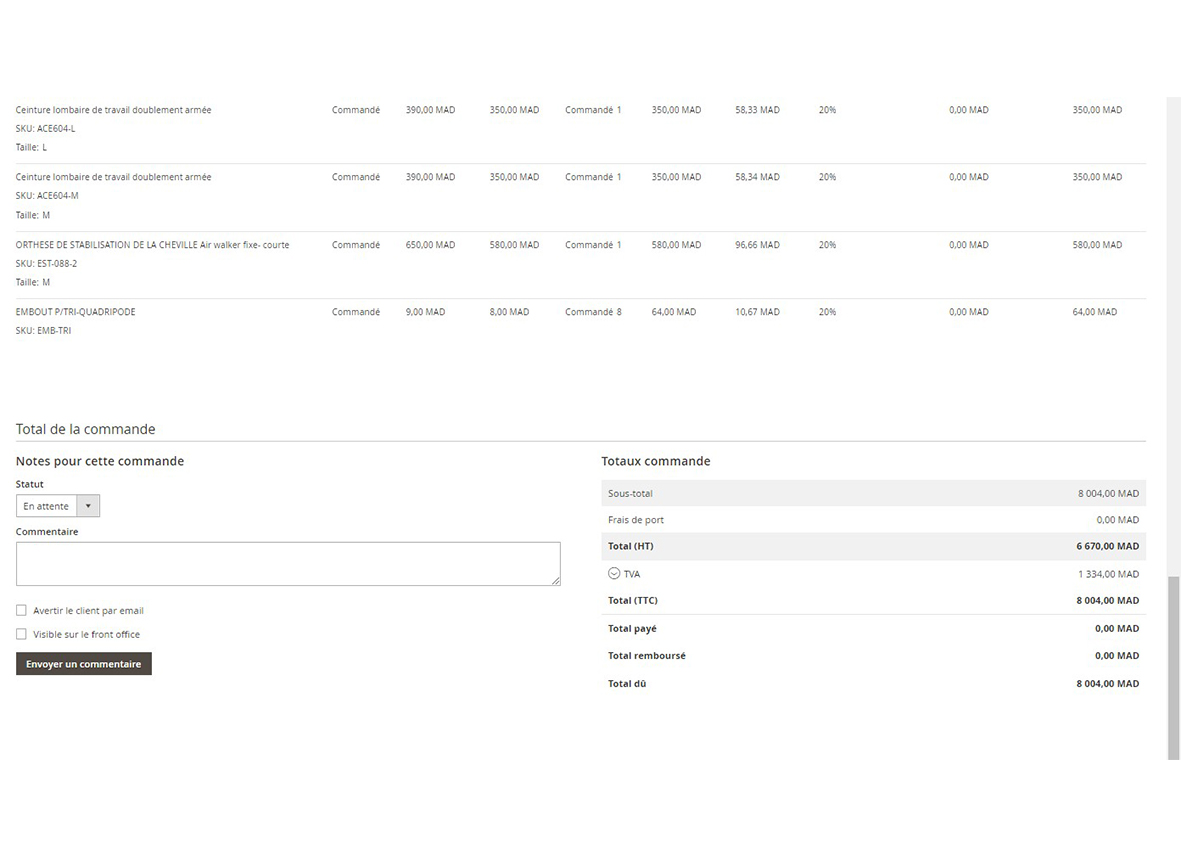 Ceinture lombaire de travail doublement armée Commandé 390,00 MAD 350,00 MAD Commandé 1 350,00 MAD 58,33 MAD 20% 0,00 MAD 350,00 MAD
SKU: ACE604-L
Taille: L
Ceinture lombaire de travail doublement armée Commandé 390,00 MAD 350,00 MAD Commandé 1 350,00 MAD 58,34 MAD 20% 0,00 MAD 350,00 MAD
SKU: ACE604-M
Taille: M
ORTHESE DE STABILISATION DE LA CHEVILLE Air walker fixe- courte Commandé 650,00 MAD 580,00 MAD Commandé 1 580,00 MAD 96,66 MAD 20% 0,00 MAD 580,00 MAD
SKU: EST-088-2
Taille: M
EMBOUT P/TRI-QUADRIPODE Commandé 9,00 MAD 8,00 MAD Commandé 8 64,00 MAD 10,67 MAD 20% 0,00 MAD 64,00 MAD
SKU: EMB-TRI
Total de la commande
Notes pour cette commande
Statut
En attente
Commentaire
Avertir le client par email
Visible sur le front office
Envoyer un commentaire
Totaux commande
Sous-total 8 004,00 MAD
Frais de port 0,00 MAD
Total (HT) 6 670,00 MAD
TVA 1 334,00 MAD
Total (TTC) 8 004,00 MAD
Total payé 0,00 MAD
Total remboursé 0,00 MAD
Total dû 8 004,00 MAD